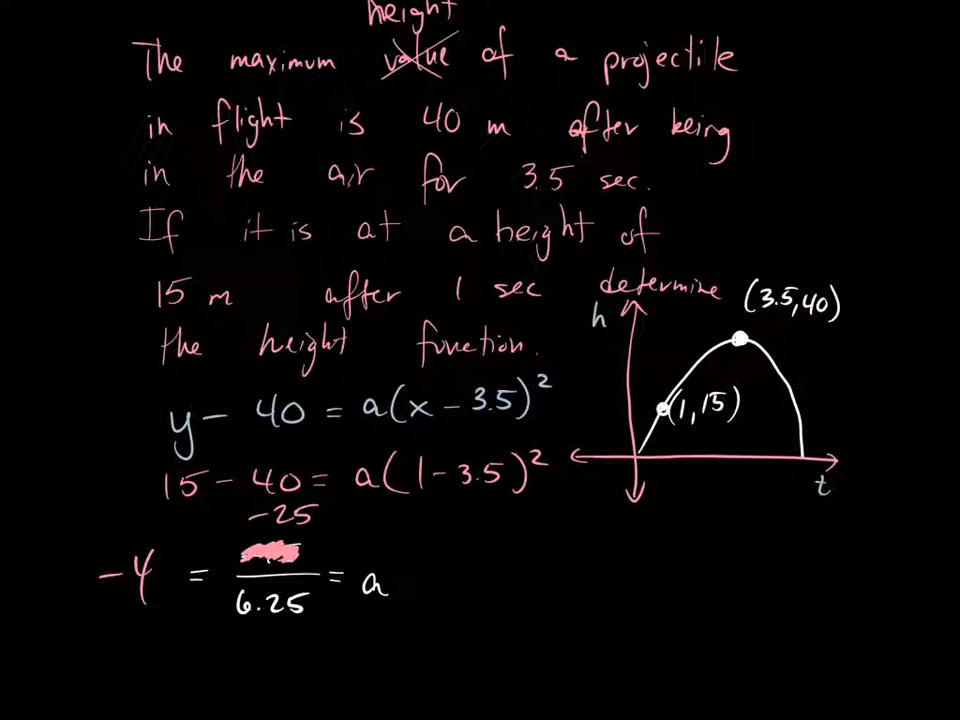 height
The maximum value of a projectile
in flight is 40 m after being
in the air for 3.5 sec.
If it is at a height of
15 m after 1 sec determine
the height function.
(3.5,40)
h
(1,15)
t
y - 40 = a(x - 3.5)²
15 - 40 = a(1 - 3.5)²
-25
-4 = /6.25 = a